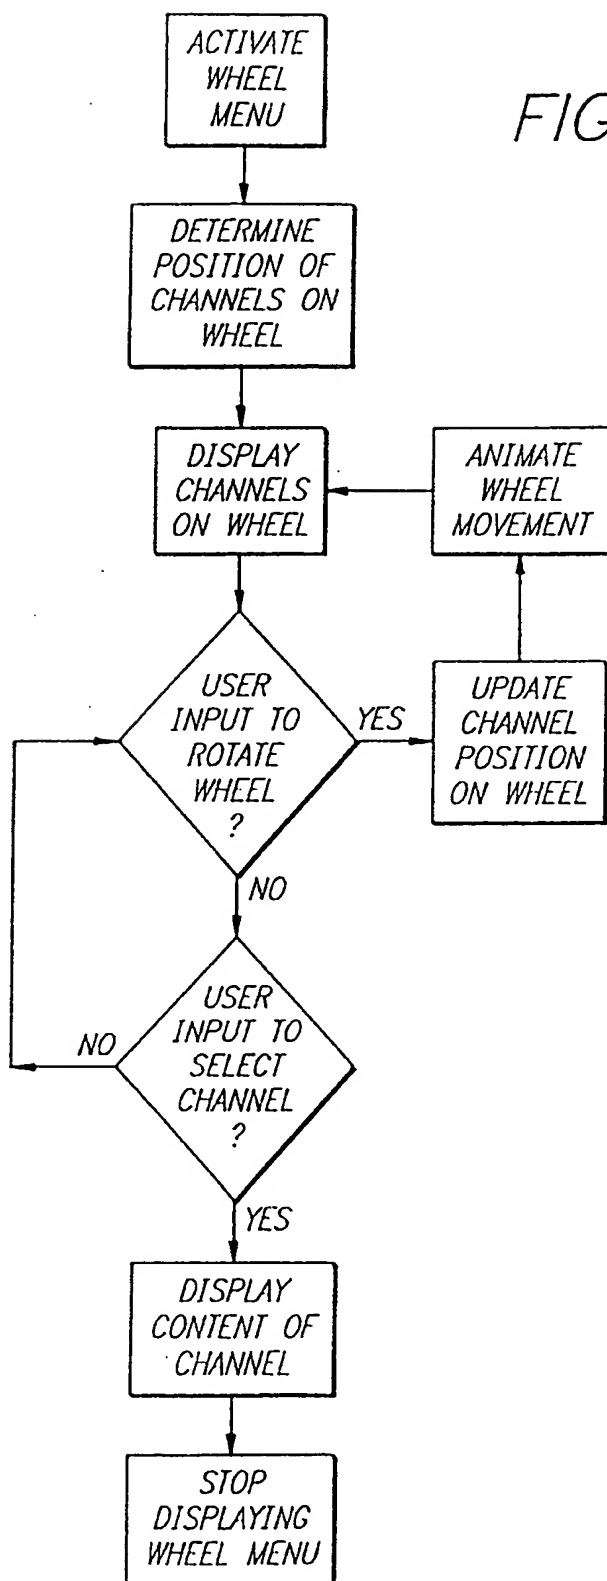 ACTIVATE
WHEEL
MENU
FIG
DETERMINE
POSITION OF
CHANNELS ON
WHEEL
DISPLAY
CHANNELS
ON WHEEL
ANIMATE
WHEEL
MOVEMENT
USER
INPUT TO
ROTATE
WHEEL
?
YES
UPDATE
CHANNEL
POSITION
ON WHEEL
NO
USER
INPUT TO
SELECT
CHANNEL
?
NO
YES
DISPLAY
CONTENT OF
CHANNEL
STOP
DISPLAYING
WHEEL MENU